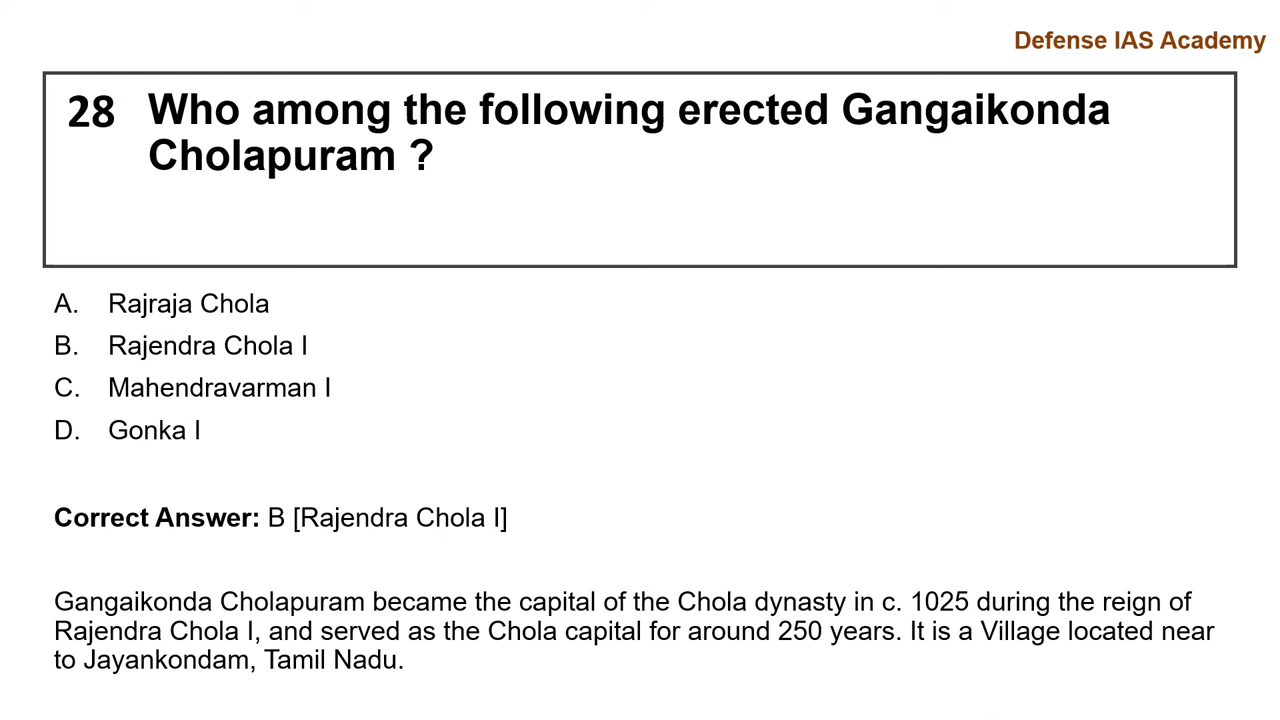 Defense IAS Academy
28 Who among the following erected Gangaikonda
Cholapuram ?
A. Rajraja Chola
B. Rajendra Chola I
C. Mahendravarman I
D. Gonka I
Correct Answer: B [Rajendra Chola I]
Gangaikonda Cholapuram became the capital of the Chola dynasty in c. 1025 during the reign of
Rajendra Chola I, and served as the Chola capital for around 250 years. It is a Village located near
to Jayankondam, Tamil Nadu.